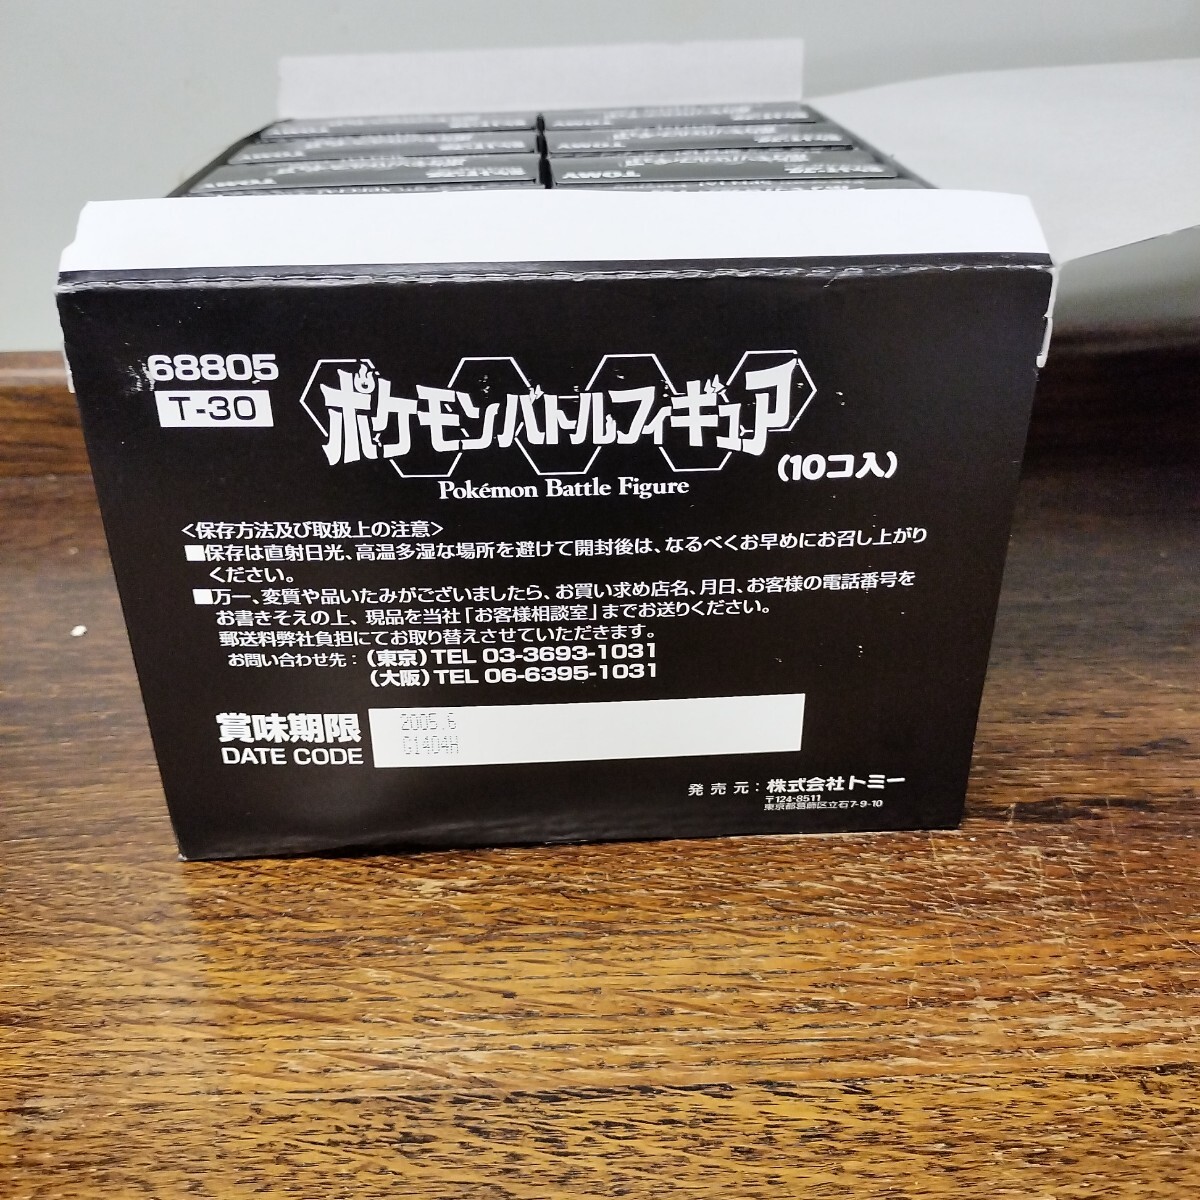 TOMY
TOMY
68805
T-30
ポケモンバトルフィギュア
(10コ入)
Pokémon Battle Figure
<保存方法及び取扱上の注意>
■保存は直射日光、高温多湿な場所を避けて開封後は、なるべくお早めにお召し上がり
ください。
■万一、変質や品いたみがございましたら、お買い求め店名、月日、お客様の電話番号を
お書きそえの上、現品を当社「お客様相談室」までお送りください。
郵送料弊社負担にてお取り替えさせていただきます。
お問い合わせ先:(東京)TEL 03-3693-1031
(大阪)TEL 06-6395-1031
賞味期限
DATE CODE
2005.6
G1404H
発売元:株式会社トミー
〒124-8511
東京都葛飾区立石7-9-10